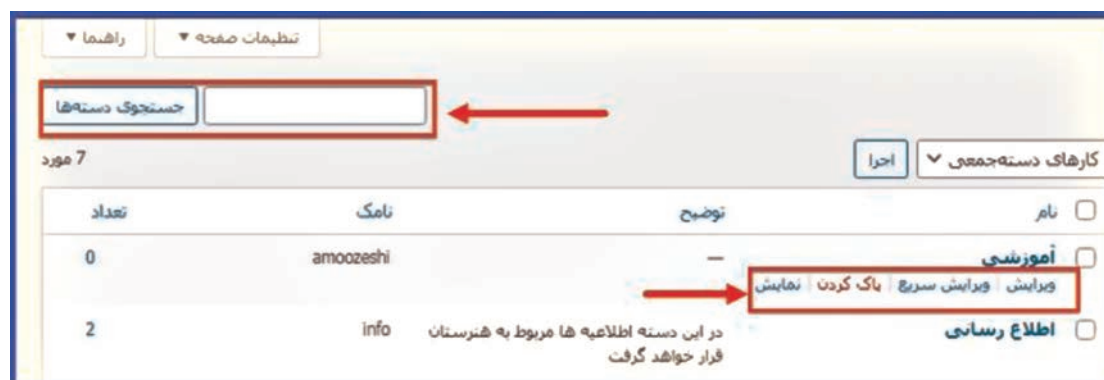 تنظیمات صفحه ▼ راهنما ▼
جستجوی دسته‌ها
کارهای دسته‌جمعی اجرا 7 مورد
نام توضیح نامک تعداد
آموزشی — amoozeshi 0
ویرایش | ویرایش سریع | پاک کردن | نمایش
اطلاع رسانی در این دسته اطلاعیه ها مربوط به هنرستان info 2
قرار خواهد گرفت